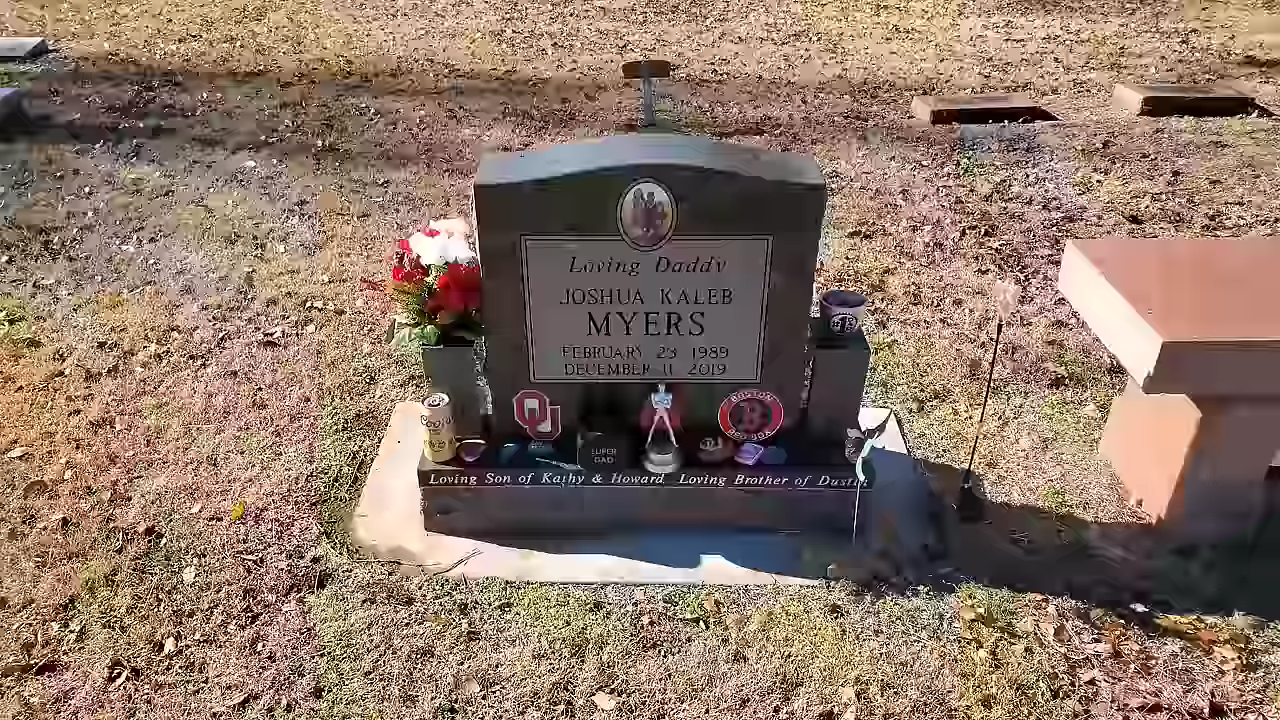 Loving Daddy
JOSHUA KALEB
MYERS
FEBRUARY 23 1989
DECEMBER 11 2019
OU
BOSTON
B
RED SOX
#1
Coors
SUPER
DAD
B
Loving Son of Kathy & Howard Loving Brother of Dustin